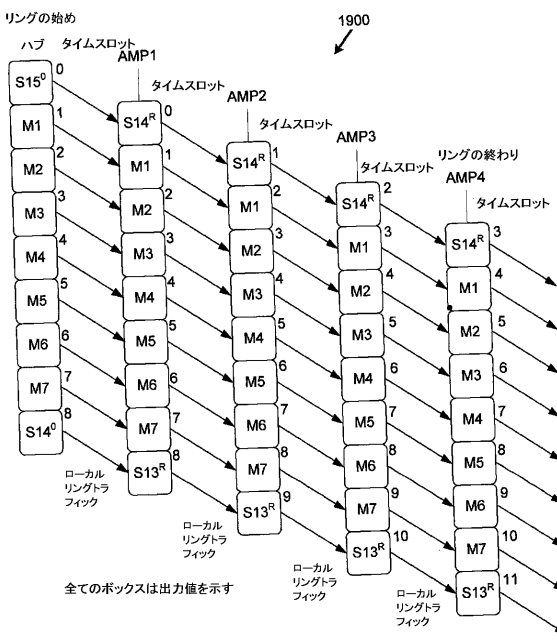 リングの始め
1900
ハブ
タイムスロット
S15⁰ 0
M1 1
M2 2
M3 3
M4 4
M5 5
M6 6
M7 7
S14⁰ 8
AMP1
タイムスロット
S14ᴿ 0
M1 1
M2 2
M3 3
M4 4
M5 5
M6 6
M7 7
S13ᴿ 8
AMP2
タイムスロット
S14ᴿ 1
M1 2
M2 3
M3 4
M4 5
M5 6
M6 7
M7 8
S13ᴿ 9
AMP3
タイムスロット
S14ᴿ 2
M1 3
M2 4
M3 5
M4 6
M5 7
M6 8
M7 9
S13ᴿ 10
リングの終わり
AMP4
タイムスロット
S14ᴿ 3
M1 4
M2 5
M3 6
M4 7
M5 8
M6 9
M7 10
S13ᴿ 11
ローカル
リングトラ
フィック
ローカル
リングトラ
フィック
ローカル
リングトラ
フィック
ローカル
リングトラ
フィック
全てのボックスは出力値を示す